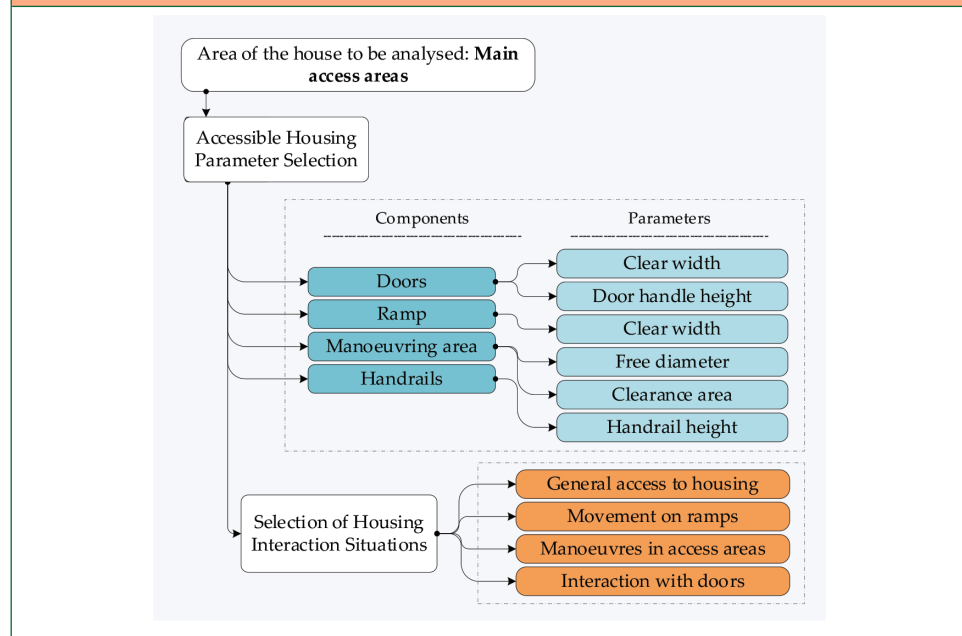 Area of the house to be analysed: Main
access areas
Accessible Housing
Parameter Selection
Components
Parameters
Doors
Ramp
Manoeuvring area
Handrails
Clear width
Door handle height
Clear width
Free diameter
Clearance area
Handrail height
Selection of Housing
Interaction Situations
General access to housing
Movement on ramps
Manoeuvres in access areas
Interaction with doors